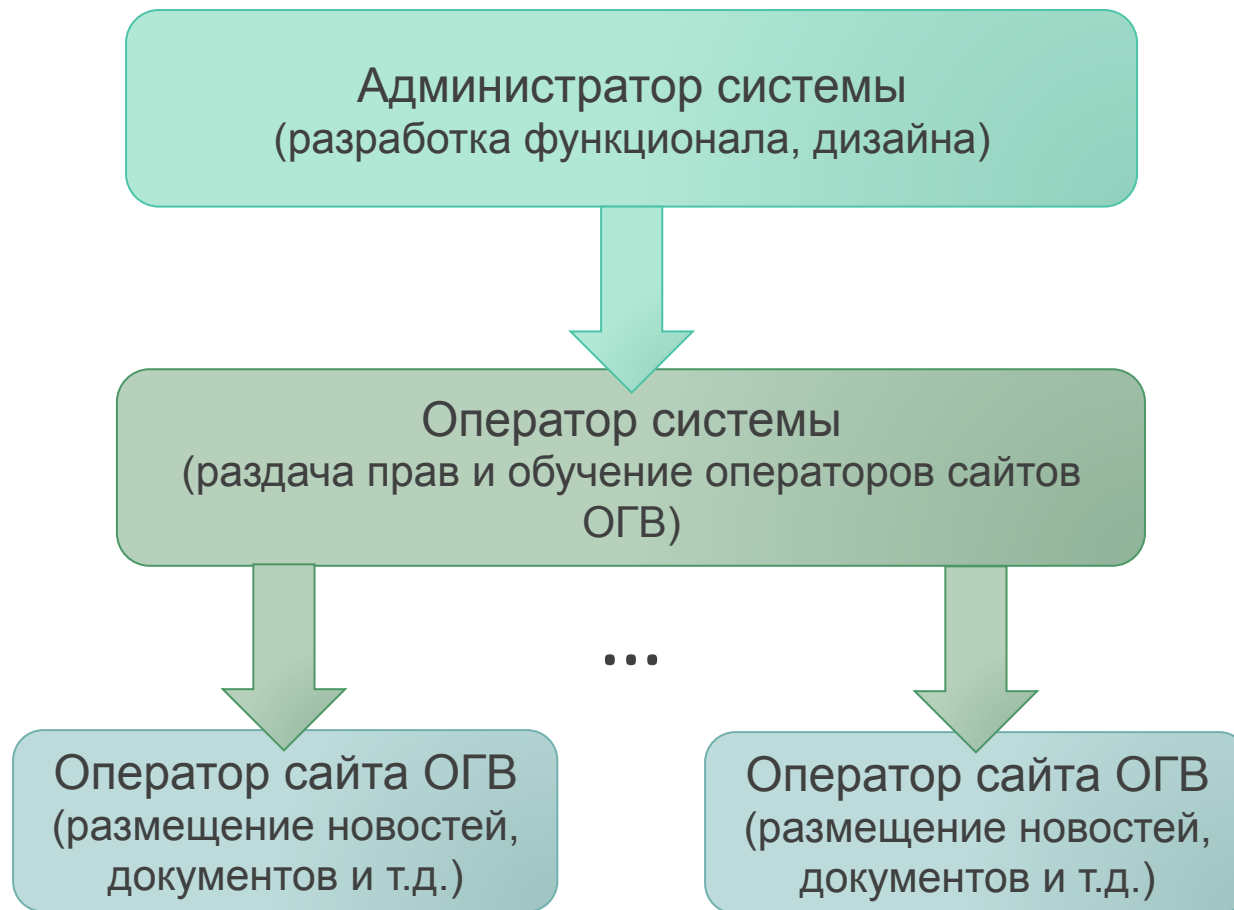 Администратор системы
(разработка функционала, дизайна)
Оператор системы
(раздача прав и обучение операторов сайтов
ОГВ)
...
Оператор сайта ОГВ
(размещение новостей,
документов и т.д.)
Оператор сайта ОГВ
(размещение новостей,
документов и т.д.)